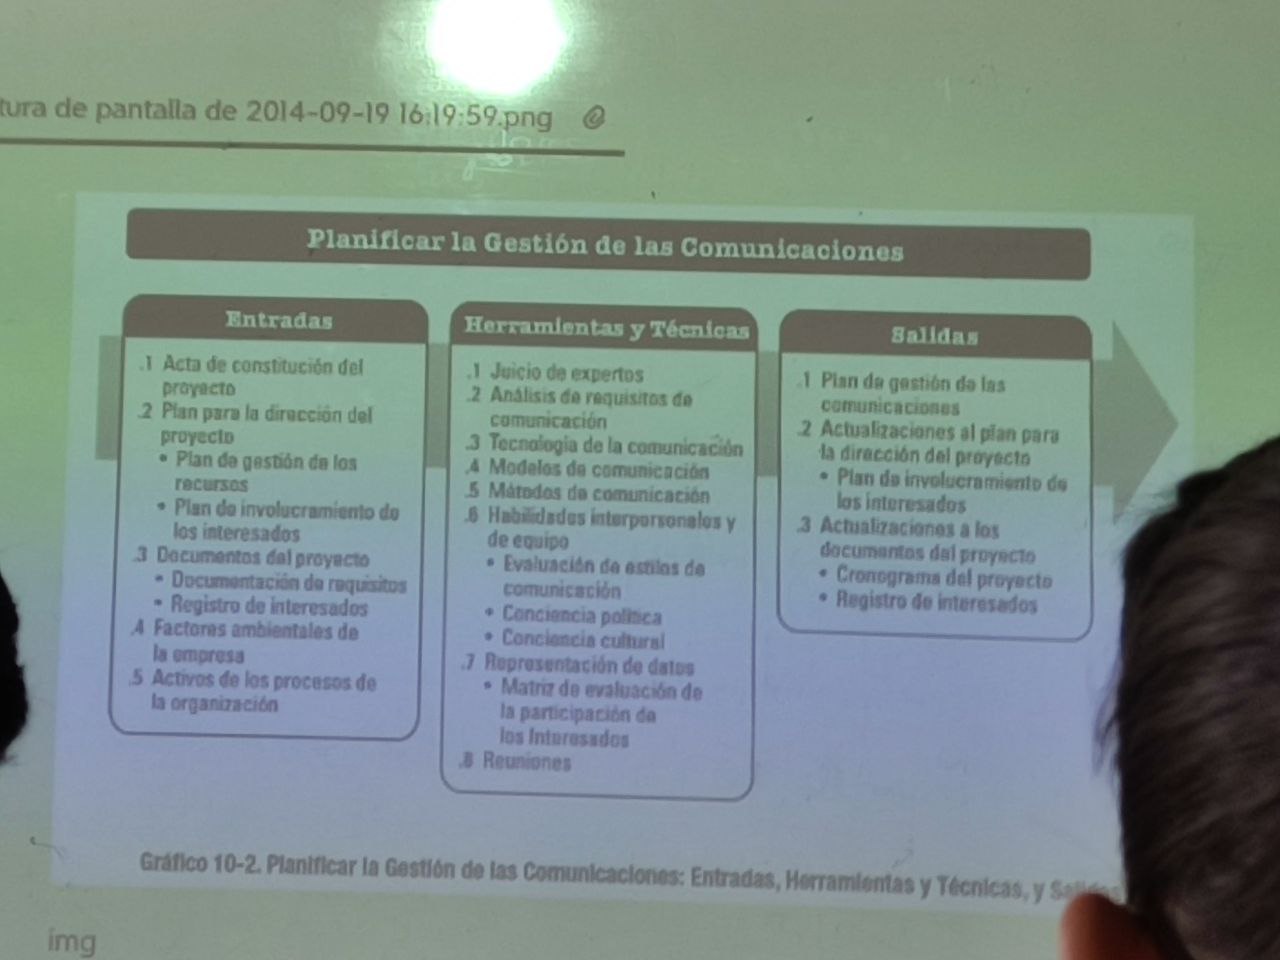 tura de pantalla de 2014-09-19 16:19:59.png
Planificar la Gestión de las Comunicaciones
Entradas
.1 Acta de constitución del
proyecto
.2 Plan para la dirección del
proyecto
• Plan de gestión de los
recursos
• Plan de involucramiento de
los interesados
.3 Documentos del proyecto
• Documentación de requisitos
• Registro de interesados
.4 Factores ambientales de
la empresa
.5 Activos de los procesos de
la organización
Herramientas y Técnicas
.1 Juicio de expertos
.2 Análisis de requisitos de
comunicación
.3 Tecnología de la comunicación
.4 Modelos de comunicación
.5 Métodos de comunicación
.6 Habilidades interpersonales y
de equipo
• Evaluación de estilos de
comunicación
• Conciencia política
• Conciencia cultural
.7 Representación de datos
• Matriz de evaluación de
la participación de
los Interesados
.8 Reuniones
Salidas
.1 Plan de gestión de las
comunicaciones
.2 Actualizaciones al plan para
la dirección del proyecto
• Plan de involucramiento de
los interesados
.3 Actualizaciones a los
documentos del proyecto
• Cronograma del proyecto
• Registro de interesados
Gráfico 10-2. Planificar la Gestión de las Comunicaciones: Entradas, Herramientas y Técnicas, y Salidas
img